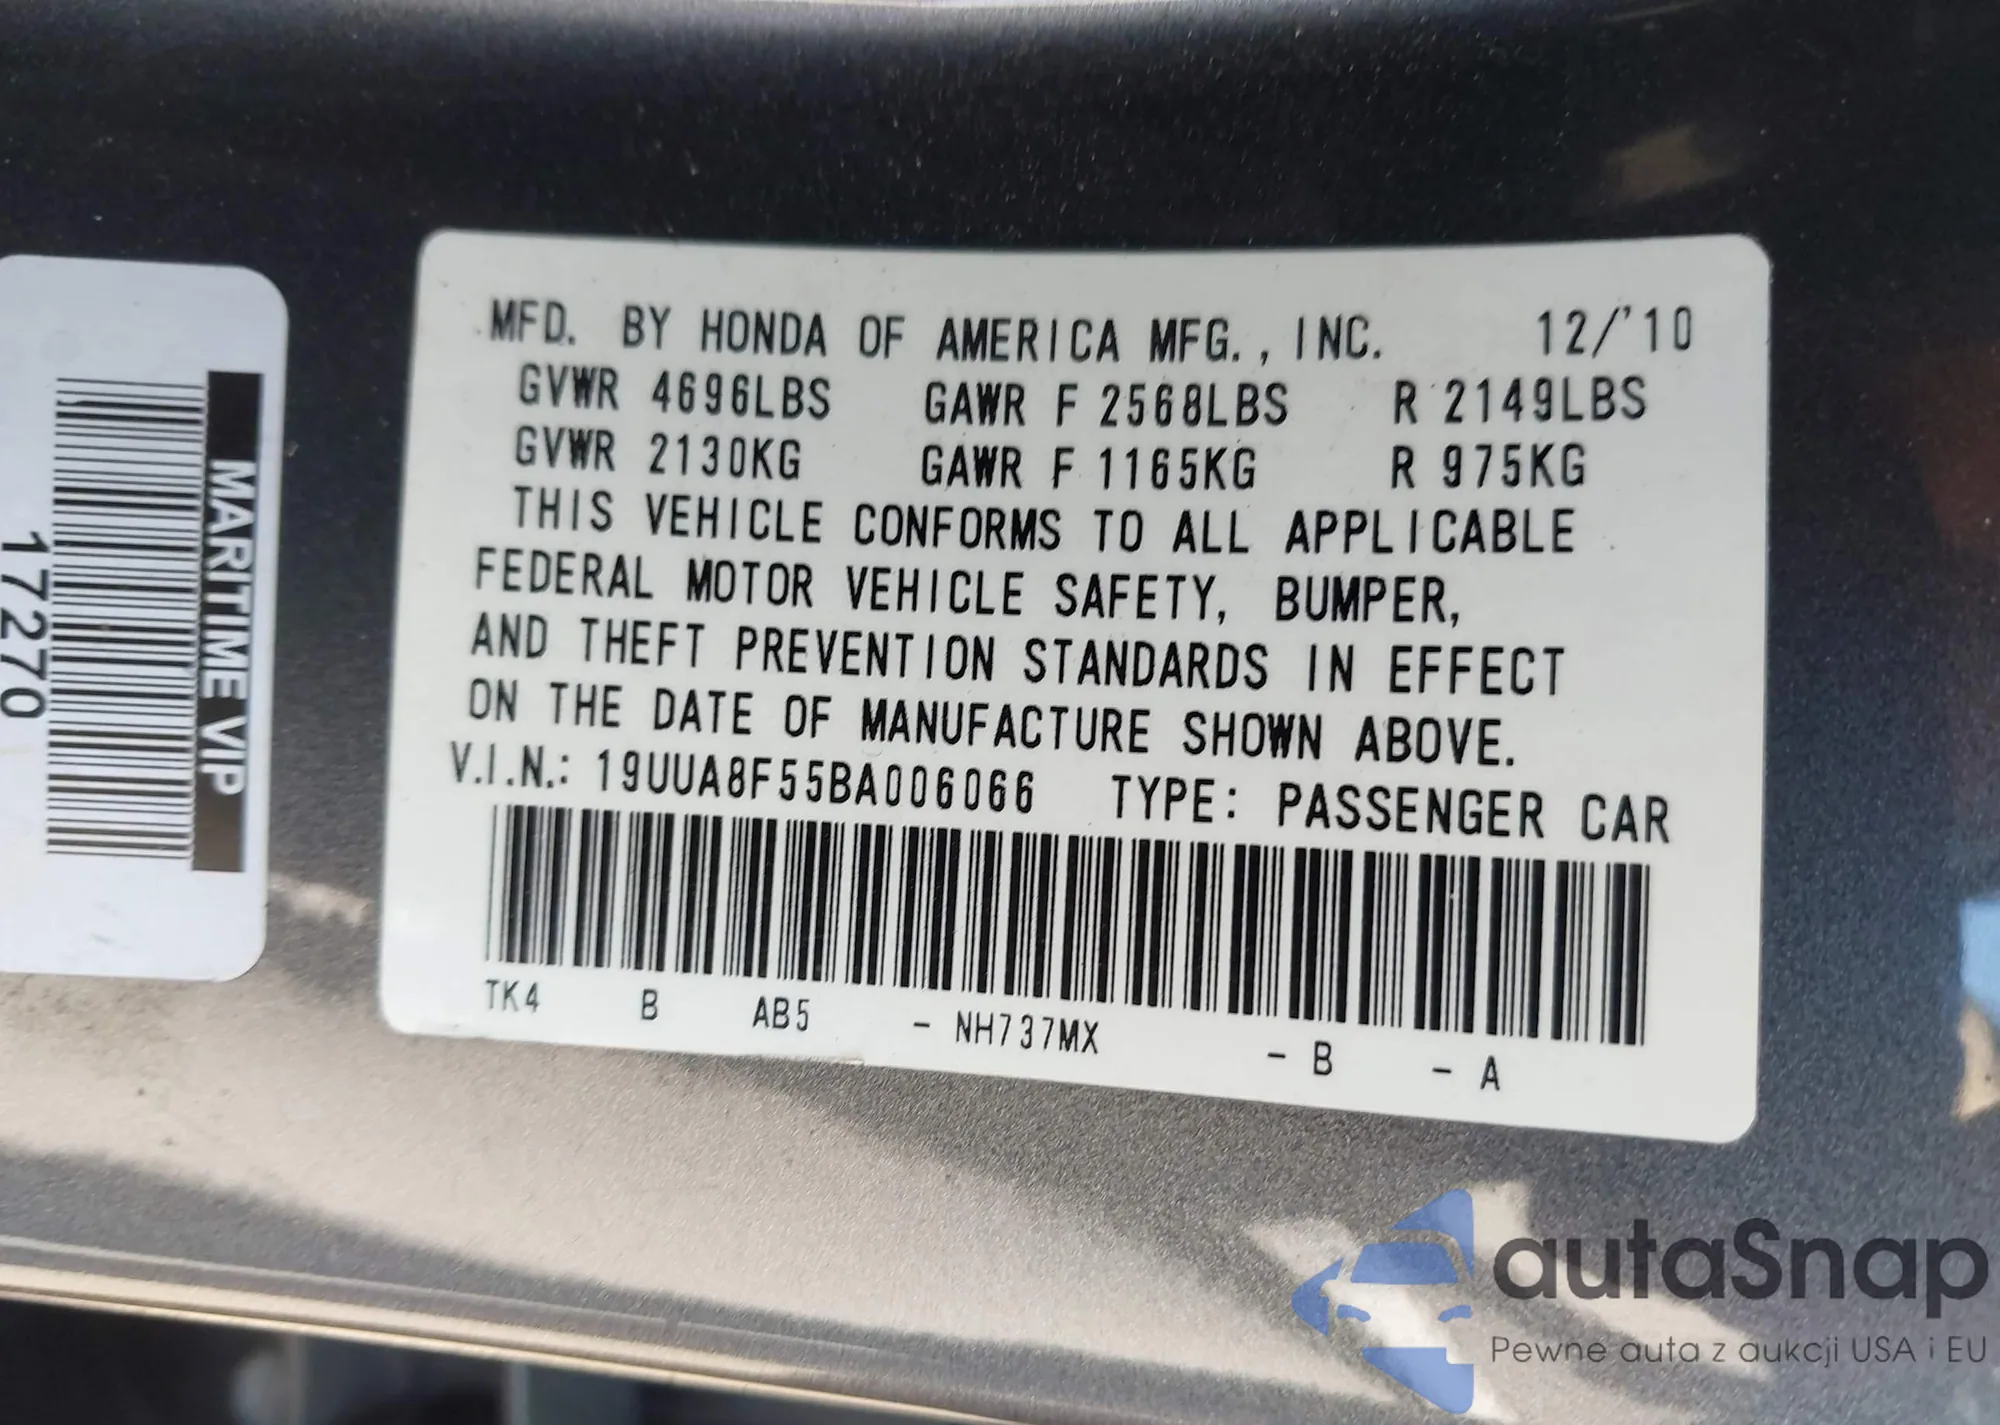 MFD. BY HONDA OF AMERICA MFG., INC. 12/'10
GVWR 4696LBS GAWR F 2568LBS R 2149LBS
GVWR 2130KG GAWR F 1165KG R 975KG
THIS VEHICLE CONFORMS TO ALL APPLICABLE
FEDERAL MOTOR VEHICLE SAFETY, BUMPER,
AND THEFT PREVENTION STANDARDS IN EFFECT
ON THE DATE OF MANUFACTURE SHOWN ABOVE.
V.I.N.: 19UUA8F55BA006066 TYPE: PASSENGER CAR
TK4 B AB5 - NH737MX - B - A
MARITIME VIP
17270
autaSnap
Pewne auta z aukcji USA i EU